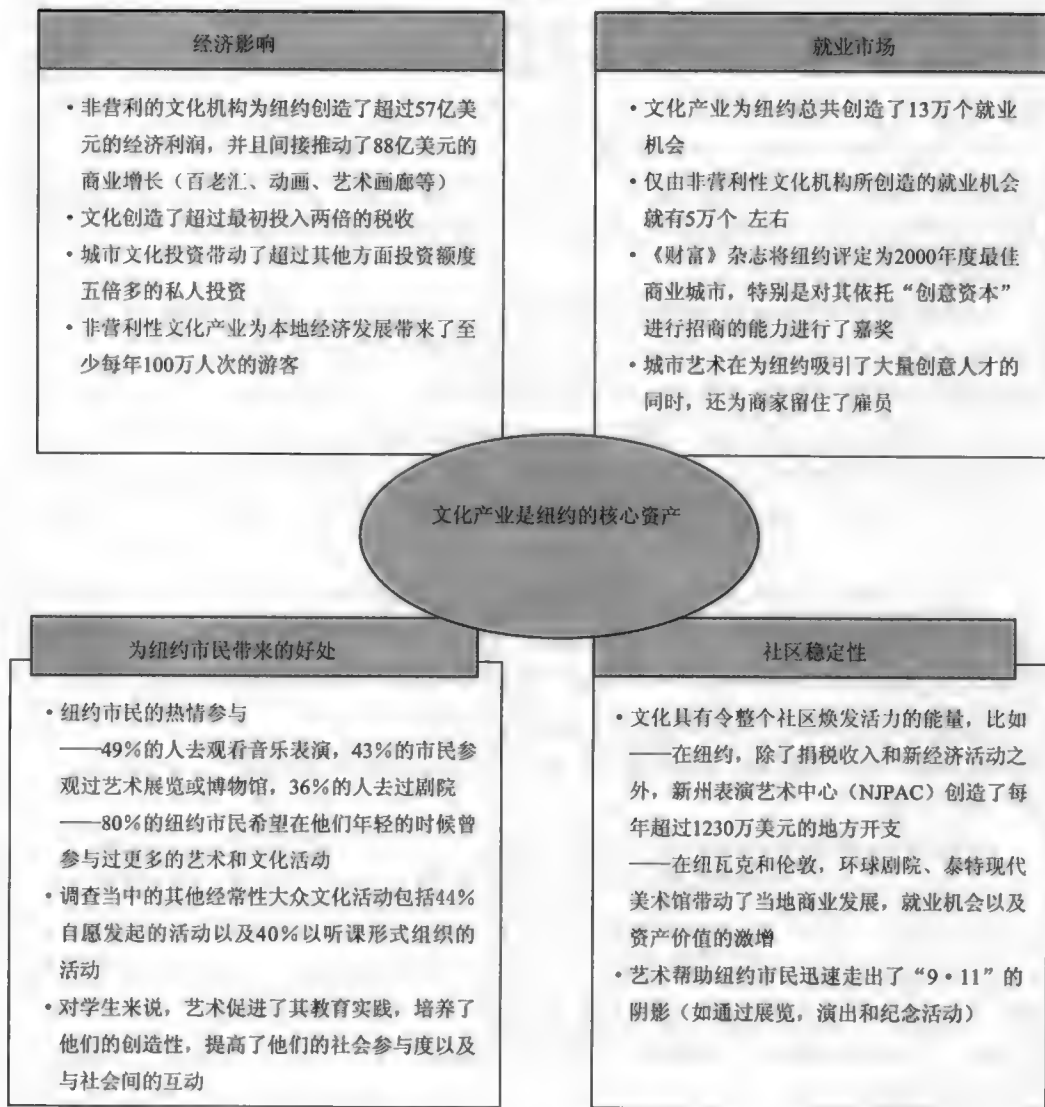 经济影响
• 非营利的文化机构为纽约创造了超过57亿美
元的经济利润，并且间接推动了88亿美元的
商业增长（百老汇、动画、艺术画廊等）
• 文化创造了超过最初投入两倍的税收
• 城市文化投资带动了超过其他方面投资额度
五倍多的私人投资
• 非营利性文化产业为本地经济发展带来了至
少每年100万人次的游客
就业市场
• 文化产业为纽约总共创造了13万个就业
机会
• 仅由非营利性文化机构所创造的就业机会
就有5万个 左右
• 《财富》杂志将纽约评定为2000年度最佳
商业城市，特别是对其依托“创意资本”
进行招商的能力进行了嘉奖
• 城市艺术在为纽约吸引了大量创意人才的
同时，还为商家留住了雇员
文化产业是纽约的核心资产
为纽约市民带来的好处
• 纽约市民的热情参与
——49%的人去观看音乐表演，43%的市民参
观过艺术展览或博物馆，36%的人去过剧院
——80%的纽约市民希望在他们年轻的时候曾
参与过更多的艺术和文化活动
• 调查当中的其他经常性大众文化活动包括44%
自愿发起的活动以及40%以听课形式组织的
活动
• 对学生来说，艺术促进了其教育实践，培养了
他们的创造性，提高了他们的社会参与度以及
与社会间的互动
社区稳定性
• 文化具有令整个社区焕发活力的能量，比如
——在纽约，除了捐税收入和新经济活动之
外，新州表演艺术中心（NJPAC）创造了每
年超过1230万美元的地方开支
——在纽瓦克和伦敦，环球剧院、泰特现代
美术馆带动了当地商业发展，就业机会以及
资产价值的激增
• 艺术帮助纽约市民迅速走出了“9·11”的
阴影（如通过展览，演出和纪念活动）